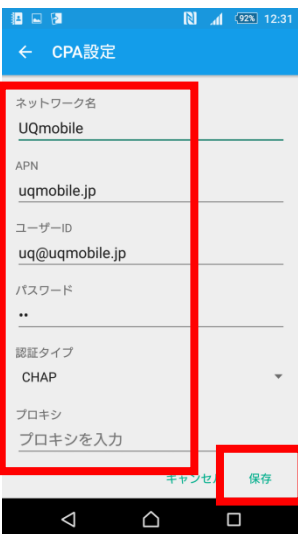 92% 12:31
← CPA設定
ネットワーク名
UQmobile
APN
uqmobile.jp
ユーザーID
uq@uqmobile.jp
パスワード
••
認証タイプ
CHAP
プロキシ
プロキシを入力
キャンセル 保存